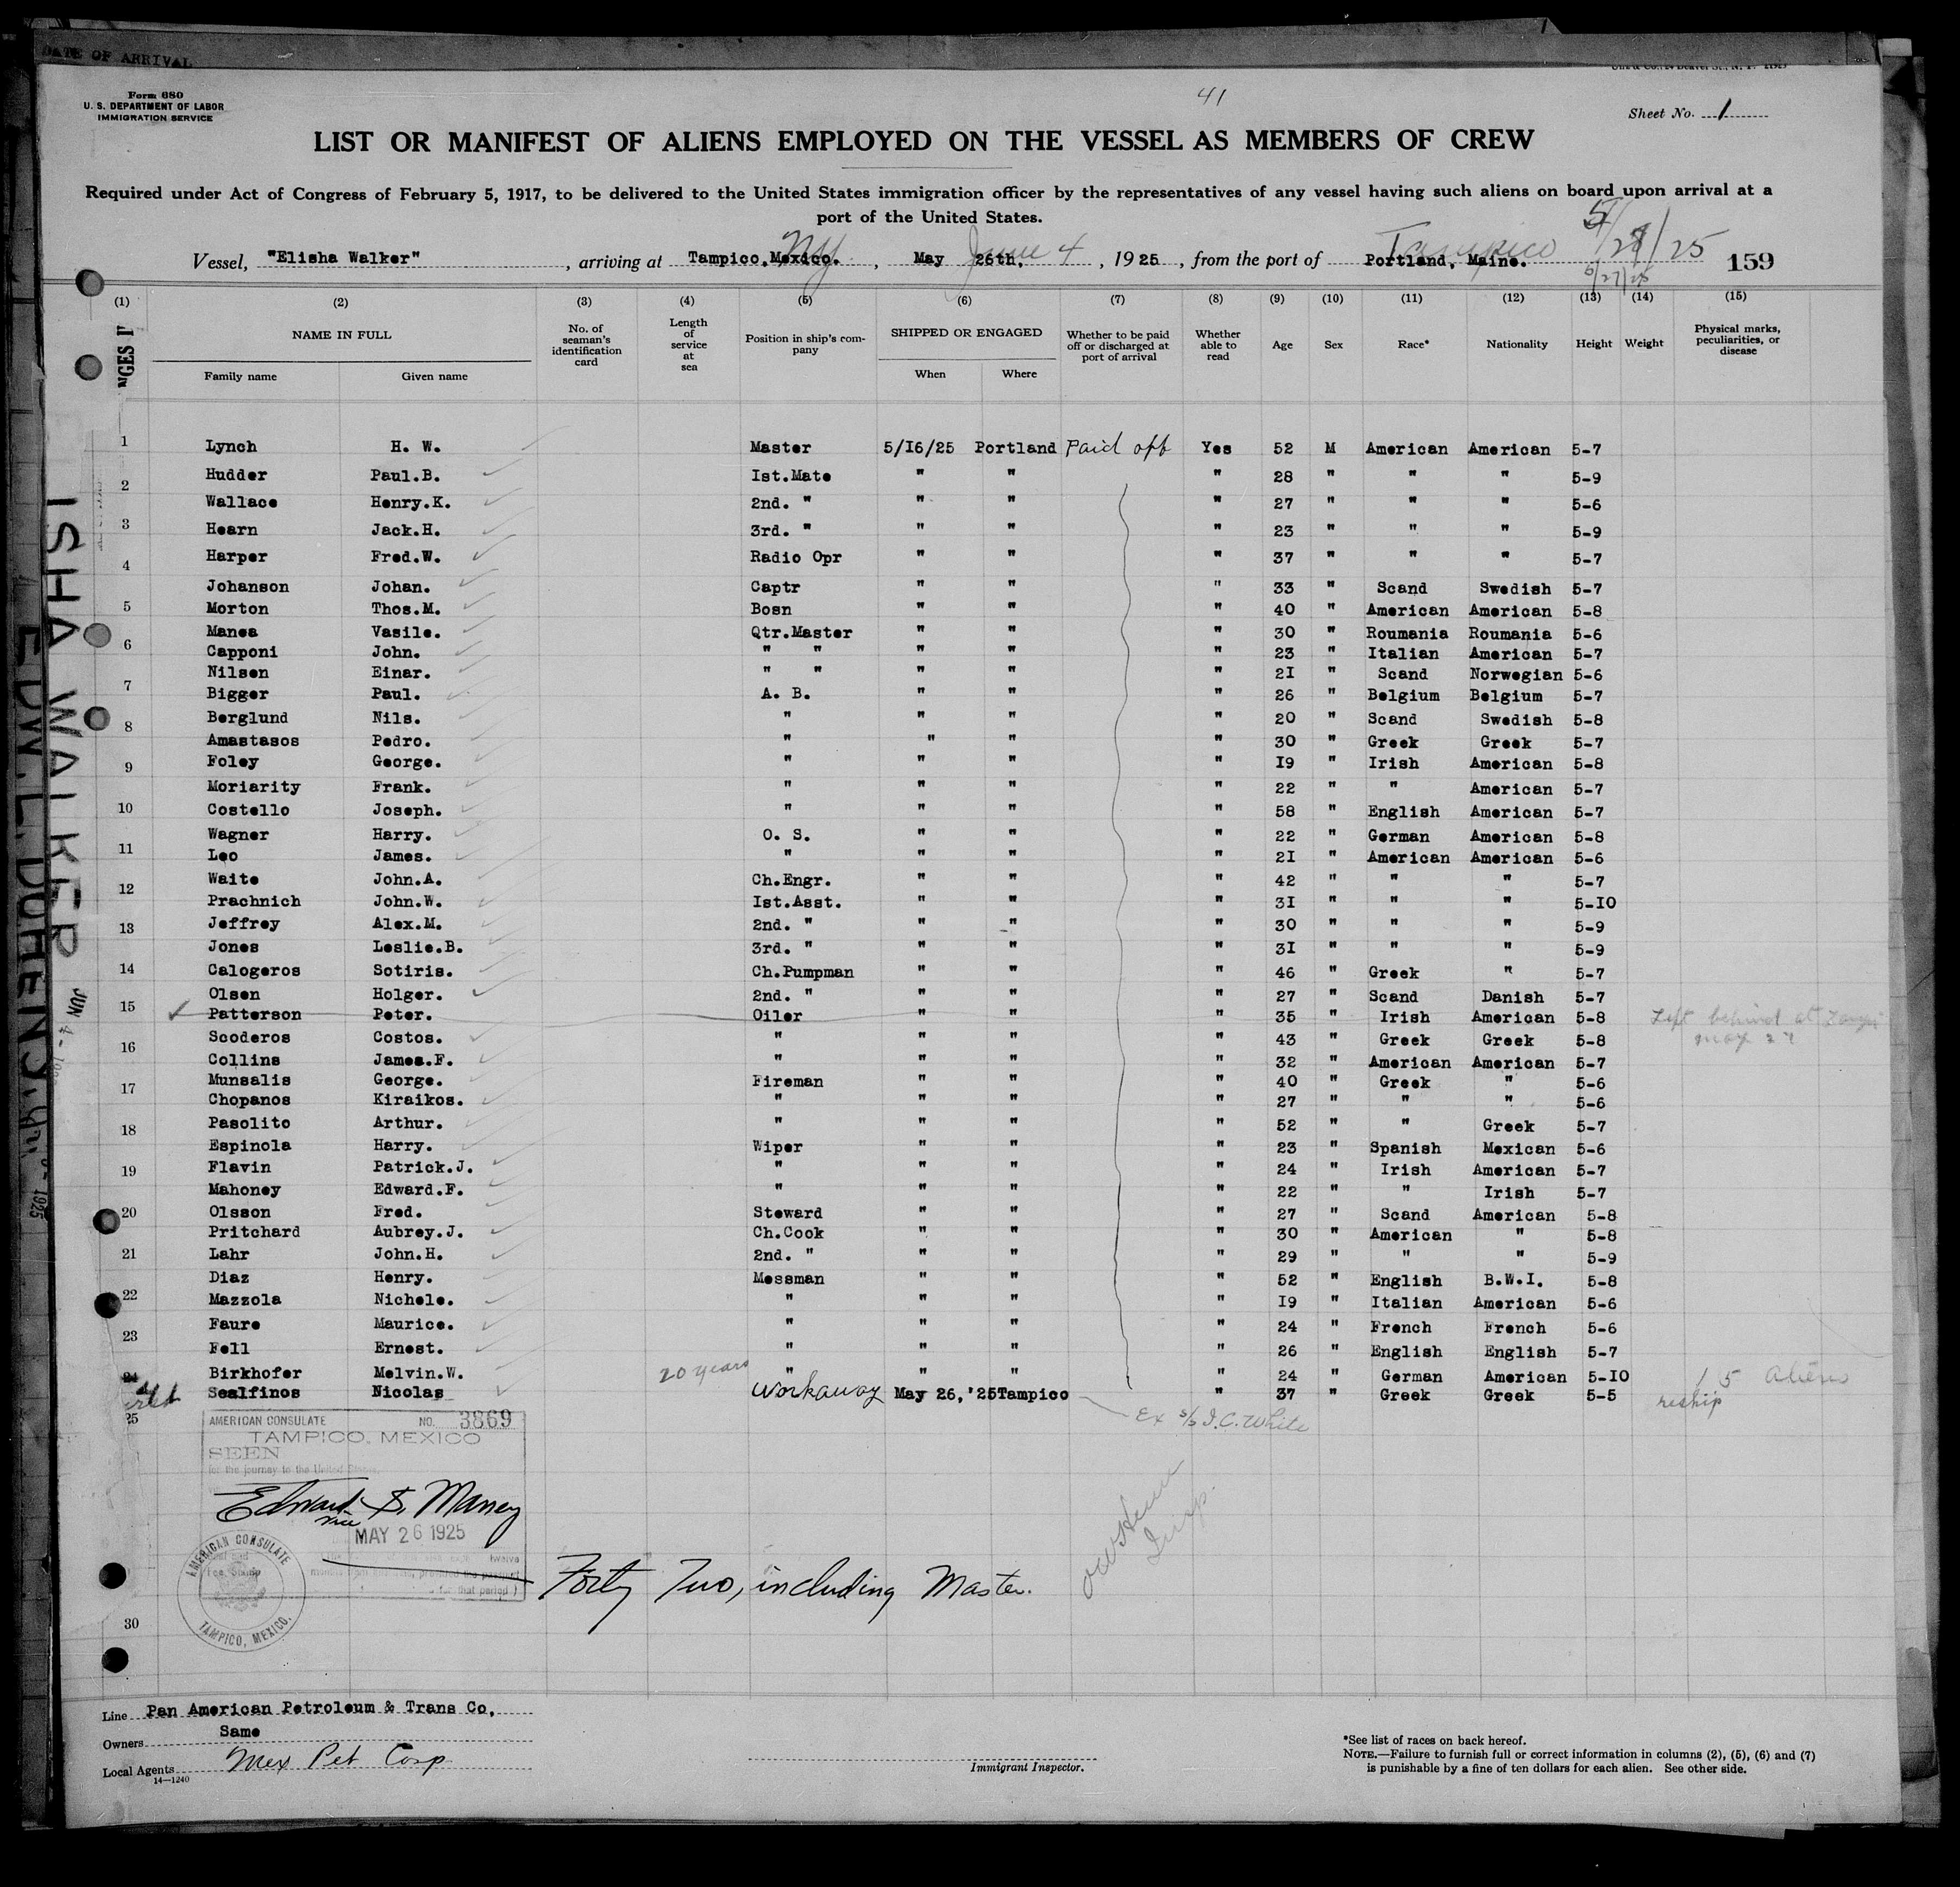 DATE OF ARRIVAL
Form 680
U. S. DEPARTMENT OF LABOR
IMMIGRATION SERVICE
41
Sheet No. 1
LIST OR MANIFEST OF ALIENS EMPLOYED ON THE VESSEL AS MEMBERS OF CREW
Required under Act of Congress of February 5, 1917, to be delivered to the United States immigration officer by the representatives of any vessel having such aliens on board upon arrival at a
port of the United States.
NY June 4 Tampico 5/27/25
Vessel, "Elisha Walker", arriving at Tampico, Mexico., May 26th, 1925, from the port of Portland, Maine. 159
5/27/25
(1) (2) (3) (4) (5) (6) (7) (8) (9) (10) (11) (12) (13) (14) (15)
NAME IN FULL Family name Given name No. of seaman's identification card Length of service at sea Position in ship's company SHIPPED OR ENGAGED When Where Whether to be paid off or discharged at port of arrival Whether able to read Age Sex Race* Nationality Height Weight Physical marks, peculiarities, or disease
1 Lynch H. W. Master 5/16/25 Portland Paid off Yes 52 M American American 5-7
2 Hudder Paul.B. Ist.Mate " " " 28 " " " 5-9
Wallace Henry.K. 2nd. " " " " 27 " " " 5-6
3 Hearn Jack.H. 3rd. " " " " 23 " " " 5-9
4 Harper Fred.W. Radio Opr " " " 37 " " " 5-7
Johanson Johan. Captr " " " 33 " Scand Swedish 5-7
5 Morton Thos.M. Bosn " " " 40 " American American 5-8
Manea Vasile. Qtr.Master " " " 30 " Roumania Roumania 5-6
6 Capponi John. " " " " " 23 " Italian American 5-7
Nilsen Einar. " " " " " 21 " Scand Norwegian 5-6
7 Bigger Paul. A. B. " " " 26 " Belgium Belgium 5-7
8 Berglund Nils. " " " " 20 " Scand Swedish 5-8
Amastasos Pedro. " " " " 30 " Greek Greek 5-7
9 Foley George. " " " " 19 " Irish American 5-8
Moriarity Frank. " " " " 22 " " American 5-7
10 Costello Joseph. " " " " 58 " English American 5-7
Wagner Harry. O. S. " " " 22 " German American 5-8
11 Leo James. " " " " 21 " American American 5-6
12 Waite John.A. Ch.Engr. " " " 42 " " " 5-7
Prachnich John.W. Ist.Asst. " " " 31 " " " 5-10
13 Jeffrey Alex.M. 2nd. " " " " 30 " " " 5-9
Jones Leslie.B. 3rd. " " " " 31 " " " 5-9
14 Calogeros Sotiris. Ch.Pumpman " " " 46 " Greek " 5-7
Olsen Holger. 2nd. " " " " 27 " Scand Danish 5-7
15 Patterson Peter. Oiler " " " 35 " Irish American 5-8 Left behind at
May 27
16 Scoderos Costos. " " " " 43 " Greek Greek 5-8
Collins James.F. " " " " 32 " American American 5-7
17 Munsalis George. Fireman " " " 40 " Greek " 5-6
Chopanos Kiraikos. " " " " 27 " " " 5-6
18 Pasolito Arthur. " " " " 52 " " Greek 5-7
Espinola Harry. Wiper " " " 23 " Spanish Mexican 5-6
19 Flavin Patrick.J. " " " " 24 " Irish American 5-7
Mahoney Edward.F. " " " " 22 " " Irish 5-7
20 Olsson Fred. Steward " " " 27 " Scand American 5-8
Pritchard Aubrey.J. Ch.Cook " " " 30 " American " 5-8
21 Lahr John.H. 2nd. " " " " 29 " " " 5-9
Diaz Henry. Messman " " " 52 " English B.W.I. 5-8
22 Mazzola Nichole. " " " " 19 " Italian American 5-6
Faure Maurice. " " " " 24 " French French 5-6
23 Fell Ernest. " " " " 26 " English English 5-7
24 Birkhofer Melvin.W. " " " " 24 " German American 5-10 15 Aliens
Sealfinos Nicolas 20 years Workaway May 26, '25 Tampico " 37 " Greek Greek 5-5 reship
Ex s/s J.C. White
25
AMERICAN CONSULATE NO. 3869
TAMPICO, MEXICO
SEEN
for the journey to the United States.
Edward S. Maney
vice
MAY 26 1925
twelve
for that period)
AMERICAN CONSULATE
Fee Stamp
TAMPICO, MEXICO.
Forty Two, including Master.
Insp.
30
Line Pan American Petroleum & Trans Co,
Owners Same
Local Agents Mex Pet Corp
14—1240
Immigrant Inspector.
*See list of races on back hereof.
NOTE.—Failure to furnish full or correct information in columns (2), (5), (6) and (7)
is punishable by a fine of ten dollars for each alien. See other side.
ISHA WALKER JUN 4 -
EDW. L. DOHENY 1925